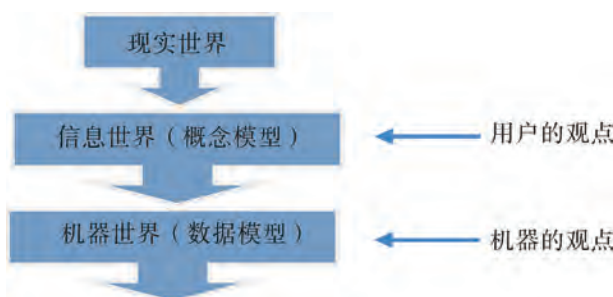 现实世界
信息世界（概念模型）
用户的观点
机器世界（数据模型）
机器的观点